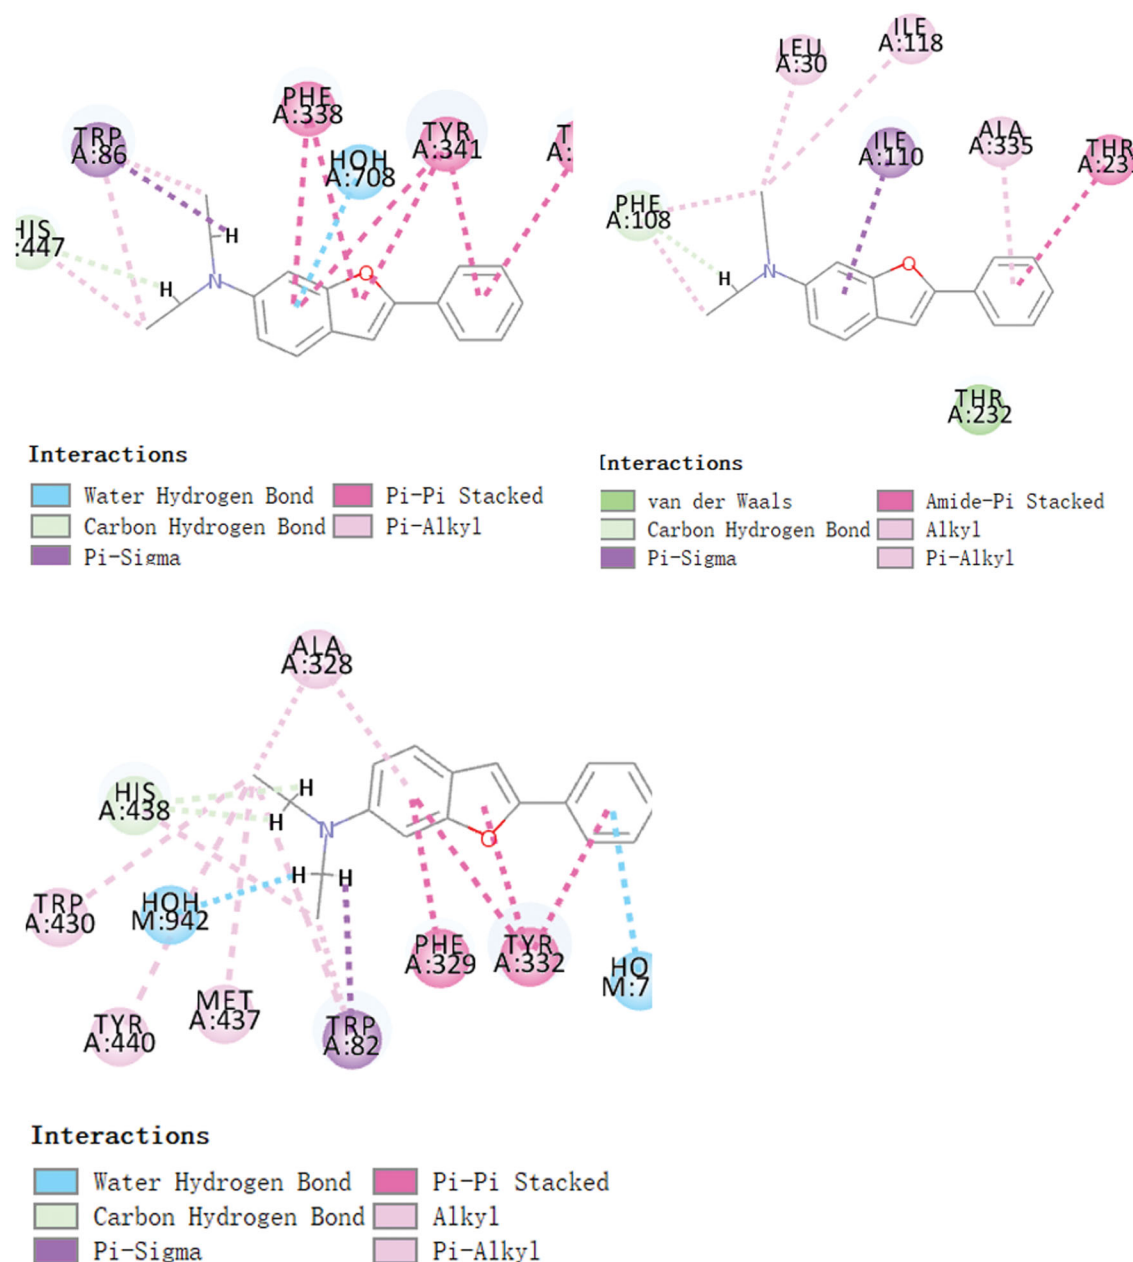 PHE
A:338
TRP
A:86
HOH
A:708
TYR
A:341
T
A:
HIS
:447
H
H
N
O
LEU
A:30
ILE
A:118
ILE
A:110
ALA
A:335
THR
A:231
PHE
A:108
H
N
O
THR
A:232
Interactions
Water Hydrogen Bond
Pi-Pi Stacked
Carbon Hydrogen Bond
Pi-Alkyl
Pi-Sigma
Interactions
van der Waals
Amide-Pi Stacked
Carbon Hydrogen Bond
Alkyl
Pi-Sigma
Pi-Alkyl
ALA
A:328
HIS
A:438
H
H
N
O
H
H
TRP
A:430
HOH
M:942
PHE
A:329
TYR
A:332
HO
M:7
TYR
A:440
MET
A:437
TRP
A:82
Interactions
Water Hydrogen Bond
Pi-Pi Stacked
Carbon Hydrogen Bond
Alkyl
Pi-Sigma
Pi-Alkyl